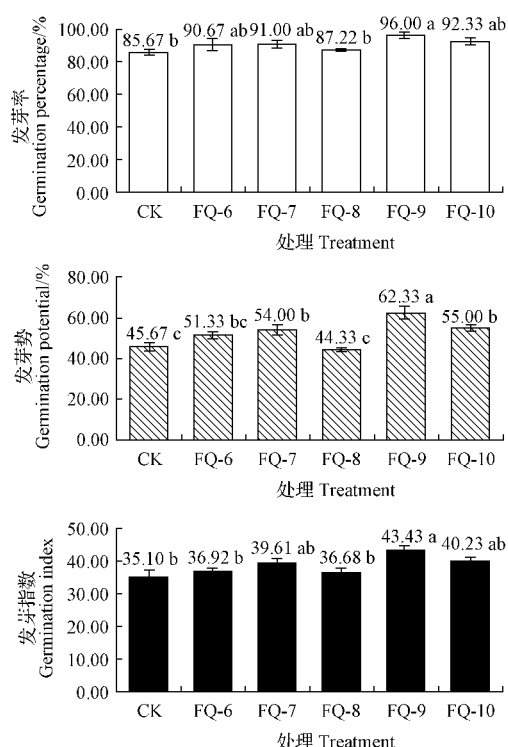 发芽率
Germination percentage/%
100.00
80.00
60.00
40.00
20.00
0.00
85.67 b
90.67 ab
91.00 ab
87.22 b
96.00 a
92.33 ab
CK
FQ-6
FQ-7
FQ-8
FQ-9
FQ-10
处理 Treatment
发芽势
Germination potential/%
80.00
60.00
40.00
20.00
0.00
45.67 c
51.33 bc
54.00 b
44.33 c
62.33 a
55.00 b
CK
FQ-6
FQ-7
FQ-8
FQ-9
FQ-10
处理 Treatment
发芽指数
Germination index
50.00
40.00
30.00
20.00
10.00
0.00
35.10 b
36.92 b
39.61 ab
36.68 b
43.43 a
40.23 ab
CK
FQ-6
FQ-7
FQ-8
FQ-9
FQ-10
处理 Treatment